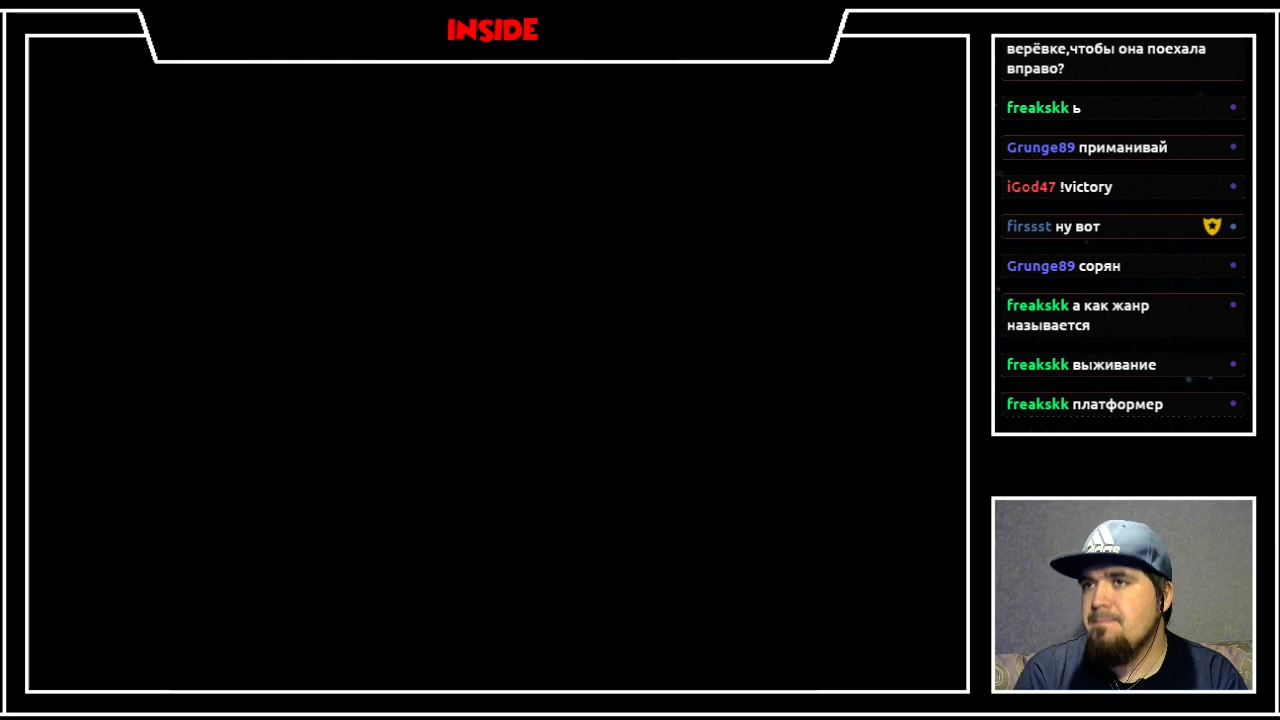 INSIDE
верёвке,чтобы она поехала
вправо?
freakskk ь
Grunge89 приманивай
iGod47 !victory
firssst ну вот
Grunge89 сорян
freakskk а как жанр
называется
freakskk выживание
freakskk платформер
adidas